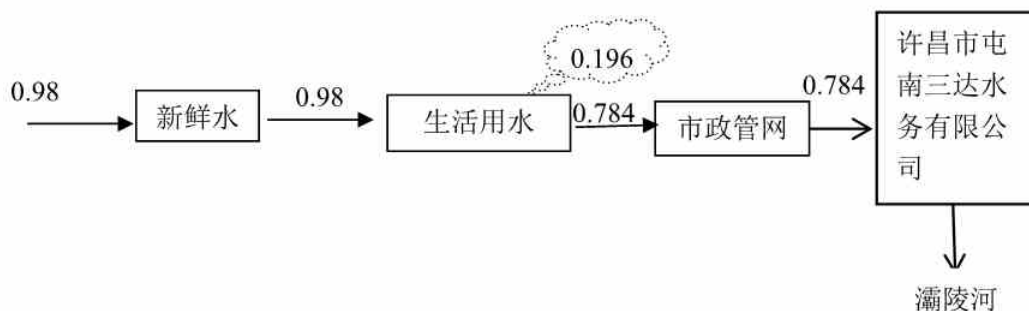 0.98
新鲜水
0.98
生活用水
0.196
0.784
市政管网
0.784
许昌市屯
南三达水
务有限公
司
灞陵河